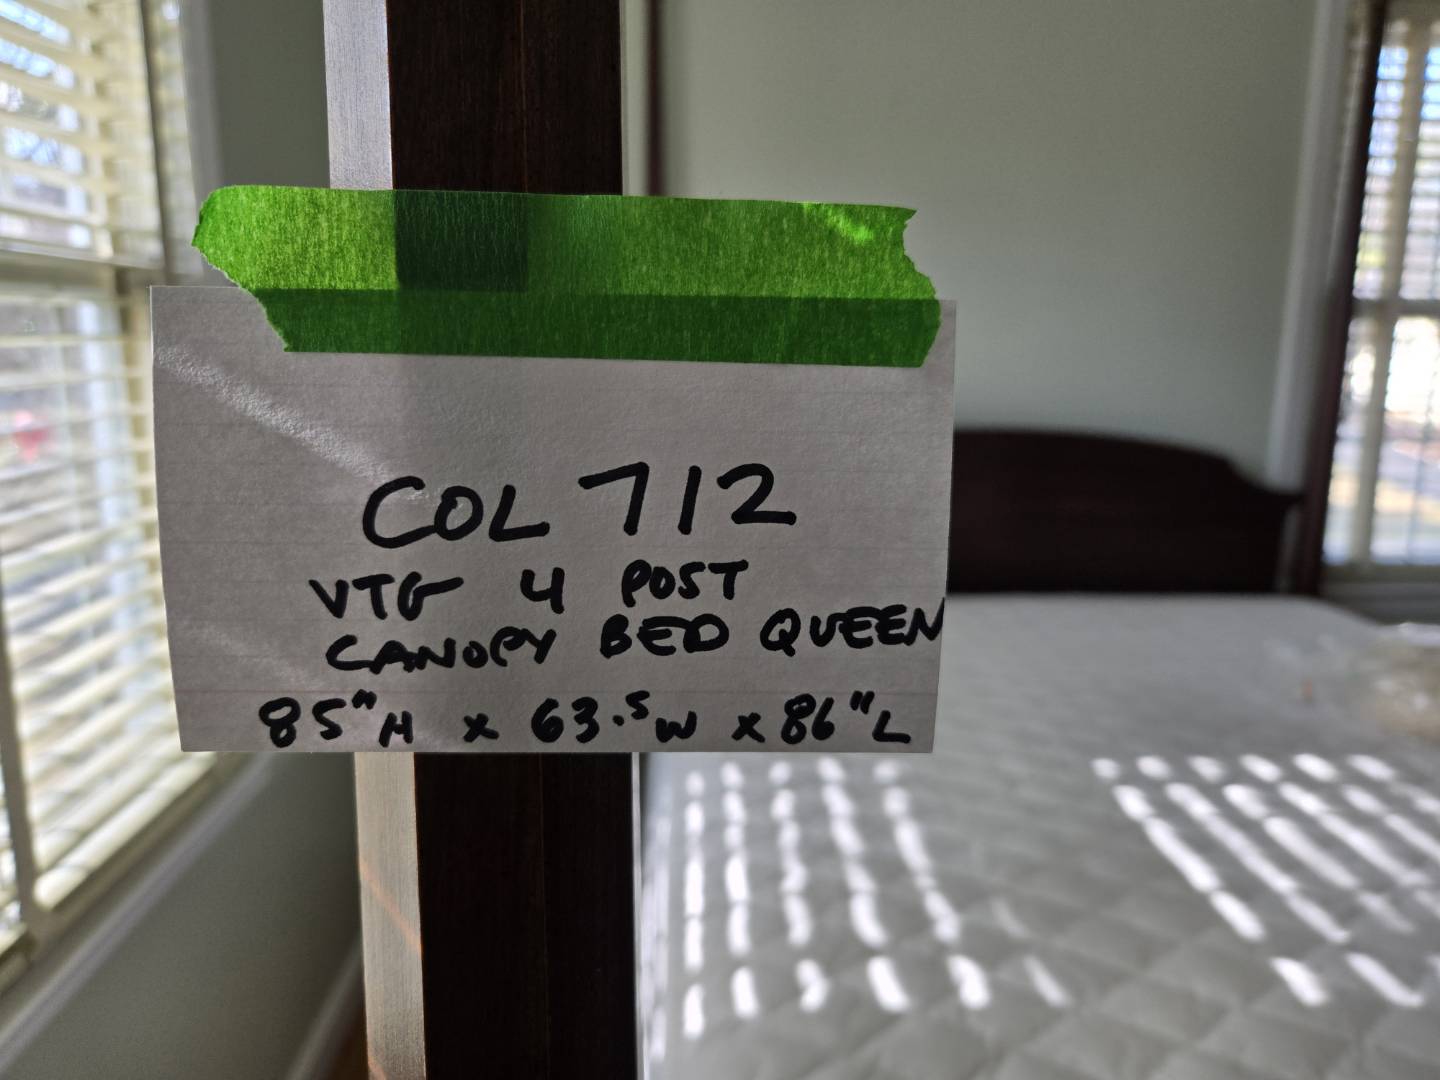 COL 712
VTG 4 POST
CANOPY BED QUEEN
85"H x 63.5W x 86"L